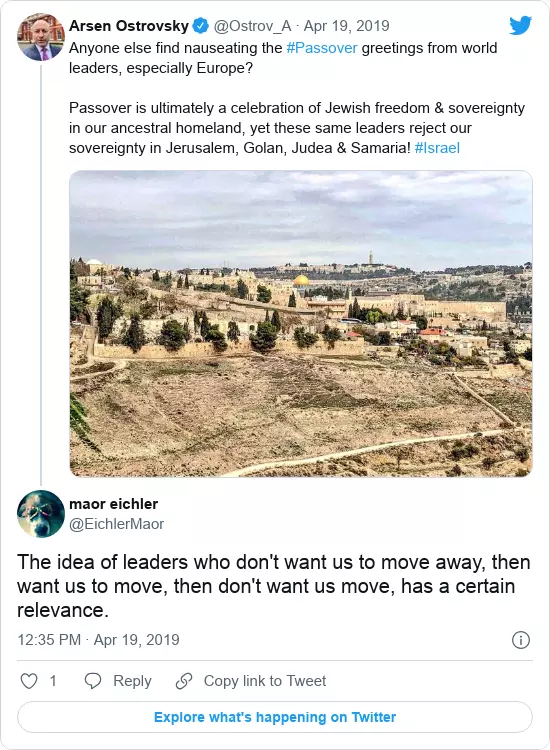 Arsen Ostrovsky @Ostrov_A · Apr 19, 2019
Anyone else find nauseating the #Passover greetings from world
leaders, especially Europe?
Passover is ultimately a celebration of Jewish freedom & sovereignty
in our ancestral homeland, yet these same leaders reject our
sovereignty in Jerusalem, Golan, Judea & Samaria! #Israel
maor eichler
@EichlerMaor
The idea of leaders who don't want us to move away, then
want us to move, then don't want us move, has a certain
relevance.
12:35 PM · Apr 19, 2019
1 Reply Copy link to Tweet
Explore what's happening on Twitter